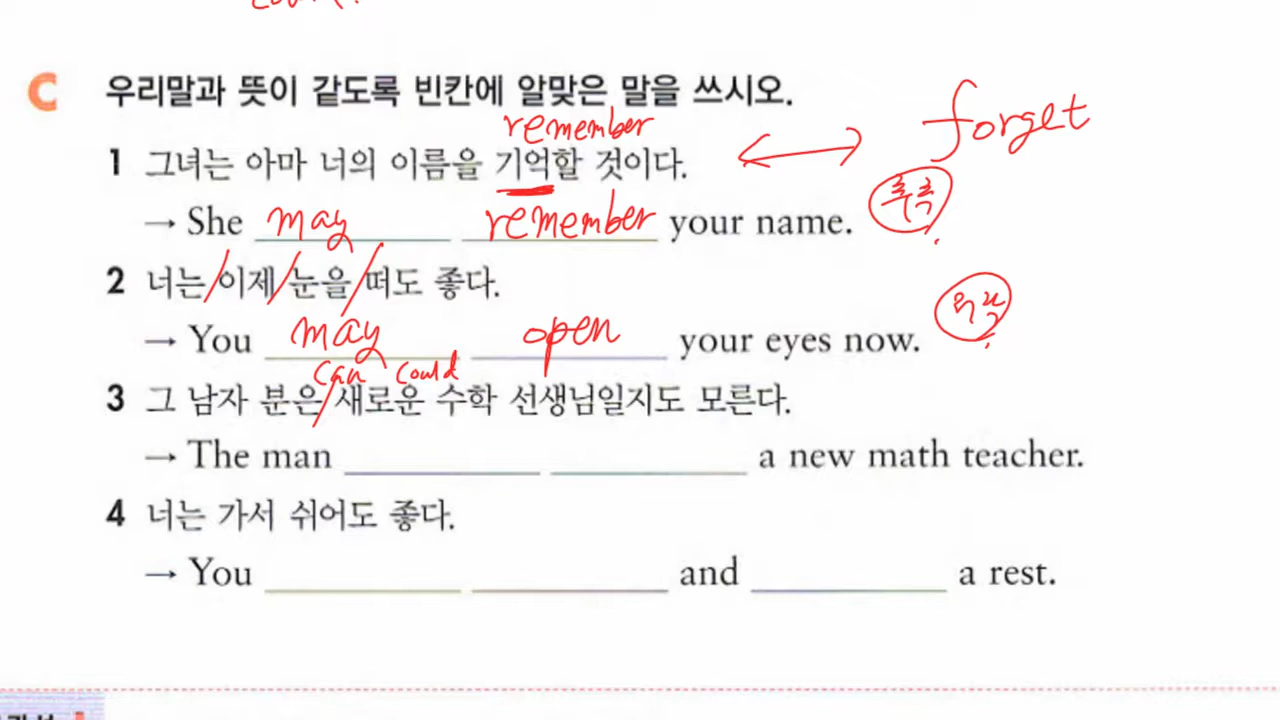 C 우리말과 뜻이 같도록 빈칸에 알맞은 말을 쓰시오.
remember
1 그녀는 아마 너의 이름을 기억할 것이다. ↔ forget
→ She may remember your name. 추측
2 너는/이제/눈을/떠도 좋다.
→ You may open your eyes now. 허락
can could
3 그 남자 분은/새로운 수학 선생님일지도 모른다.
→ The man ____ ____ a new math teacher.
4 너는 가서 쉬어도 좋다.
→ You ____ ____ and ____ a rest.